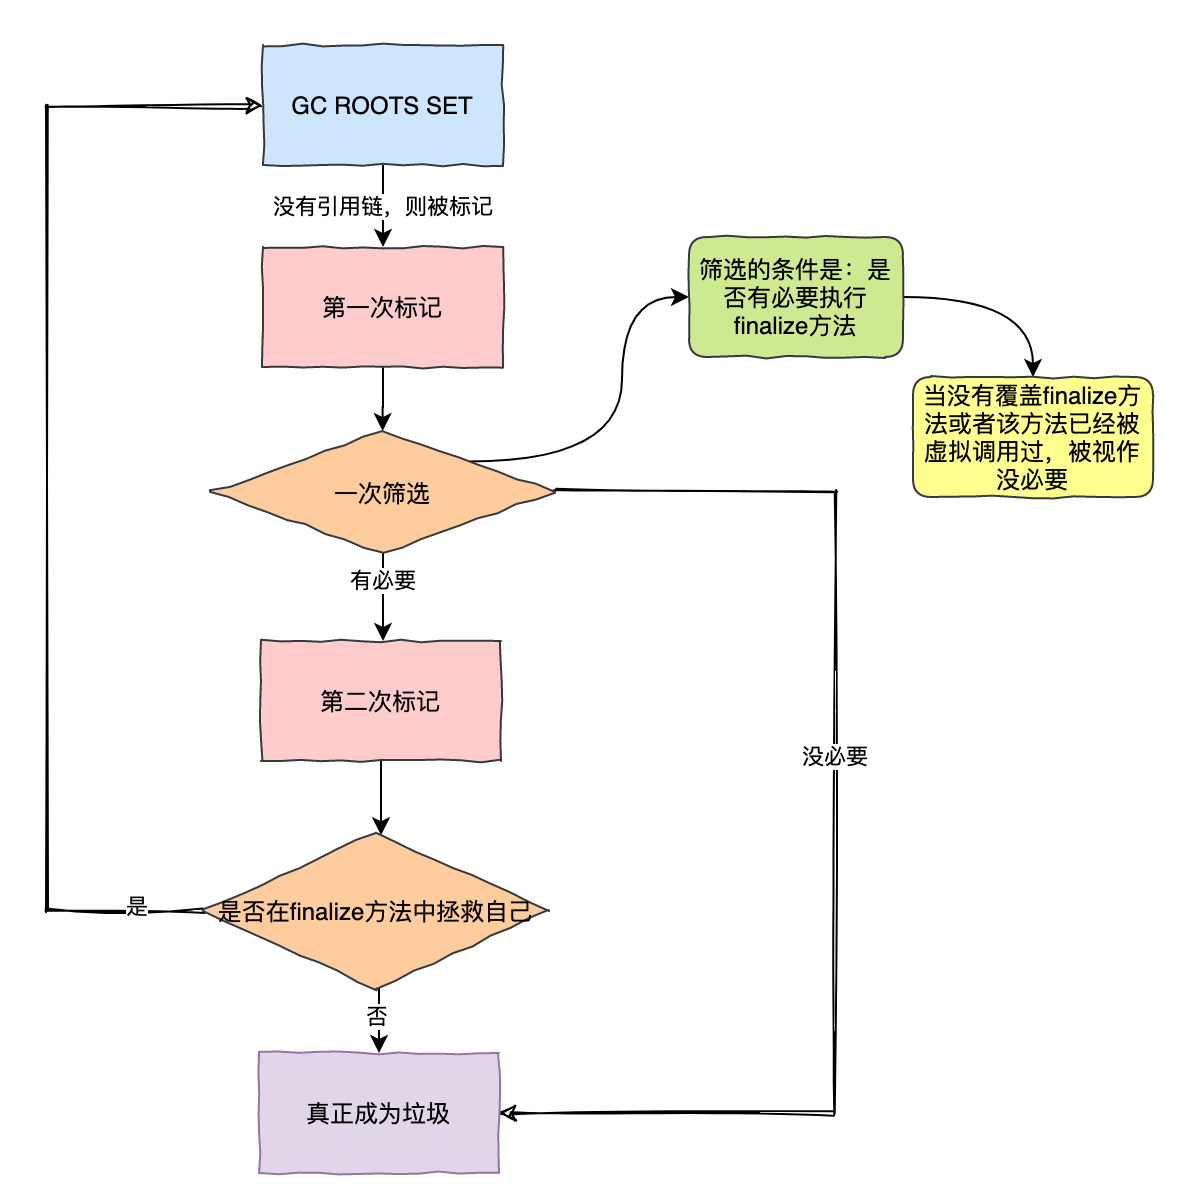 GC ROOTS SET
没有引用链，则被标记
第一次标记
筛选的条件是：是
否有必要执行
finalize方法
当没有覆盖finalize方
法或者该方法已经被
虚拟调用过，被视作
没必要
一次筛选
有必要
第二次标记
没必要
是
是否在finalize方法中拯救自己
否
真正成为垃圾